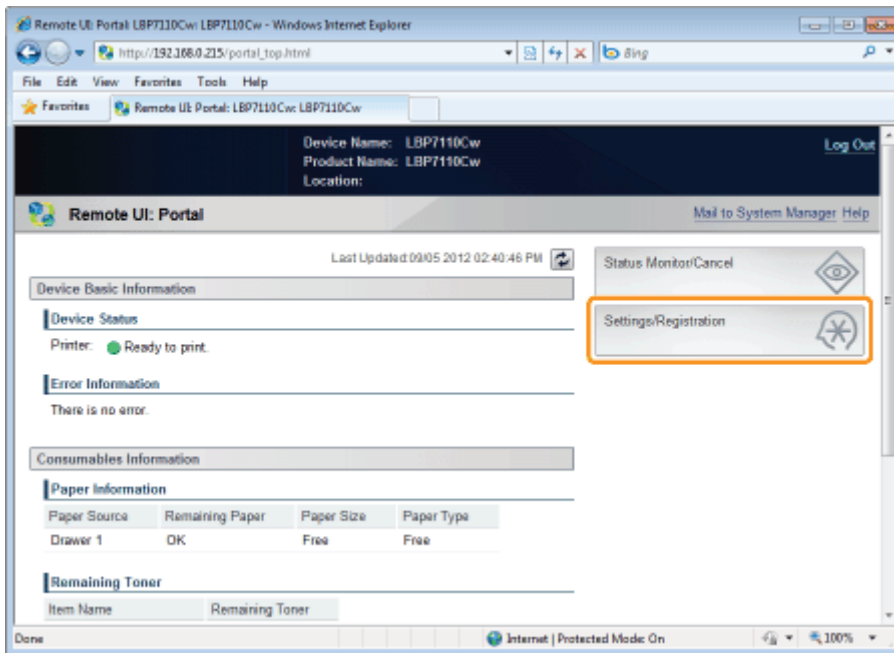 Remote UI: Portal: LBP7110Cw: LBP7110Cw - Windows Internet Explorer
http://192.168.0.215/portal_top.html
Bing
File Edit View Favorites Tools Help
Favorites
Remote UI: Portal: LBP7110Cw: LBP7110Cw
Device Name: LBP7110Cw
Product Name: LBP7110Cw
Location:
Log Out
Remote UI: Portal
Mail to System Manager Help
Last Updated:09/05 2012 02:40:46 PM
Status Monitor/Cancel
Settings/Registration
Device Basic Information
Device Status
Printer: Ready to print.
Error Information
There is no error.
Consumables Information
Paper Information
Paper Source Remaining Paper Paper Size Paper Type
Drawer 1 OK Free Free
Remaining Toner
Item Name Remaining Toner
Done
Internet | Protected Mode: On
100%